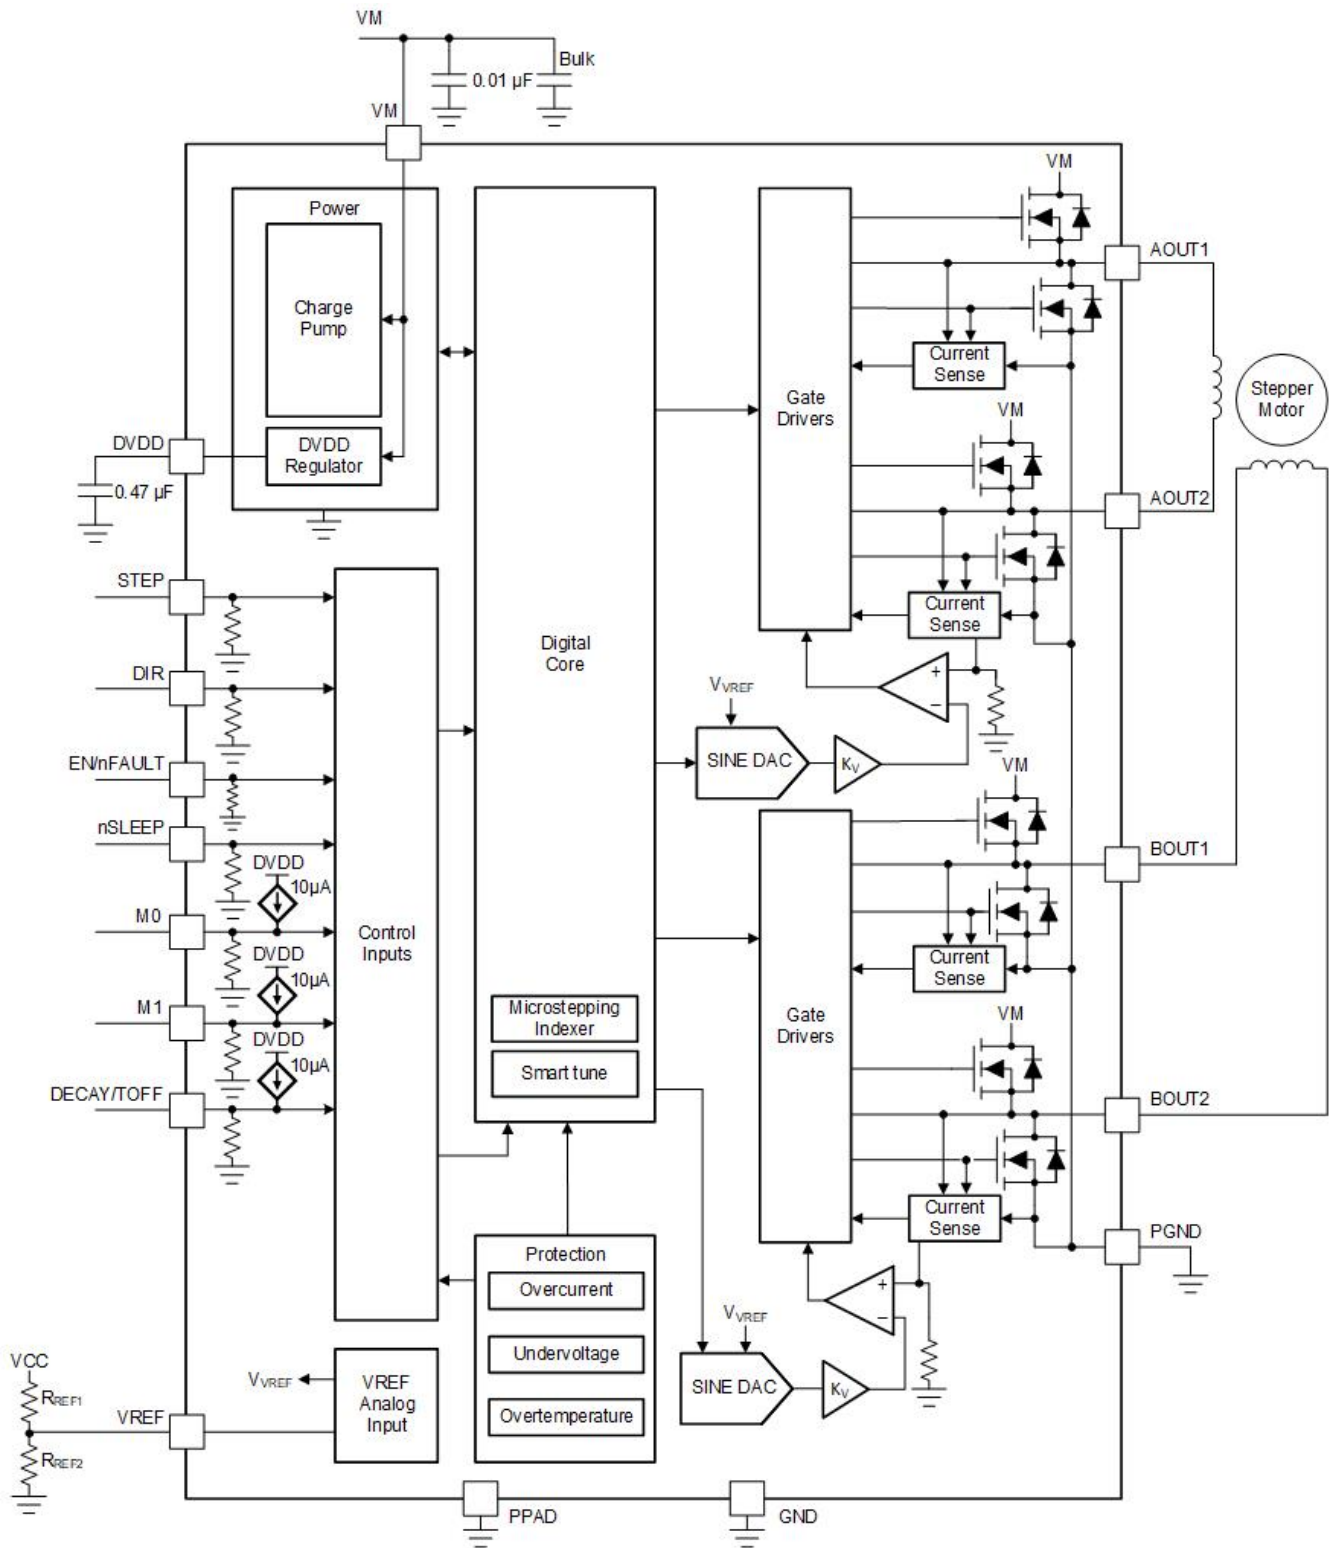 VM
Bulk
0.01 µF
VM
Power
Charge
Pump
DVDD
DVDD
Regulator
0.47 µF
STEP
DIR
EN/nFAULT
nSLEEP
DVDD
10µA
M0
DVDD
10µA
M1
DVDD
10µA
DECAY/TOFF
Control
Inputs
Digital
Core
Microstepping
Indexer
Smart tune
Protection
Overcurrent
Undervoltage
Overtemperature
VCC
RREF1
VREF
RREF2
VVREF
VREF
Analog
Input
PPAD
GND
Gate
Drivers
VM
AOUT1
Current
Sense
Stepper
Motor
VM
AOUT2
Current
Sense
+
−
VVREF
SINE DAC
KV
Gate
Drivers
VM
BOUT1
Current
Sense
VM
BOUT2
Current
Sense
PGND
+
−
VVREF
SINE DAC
KV